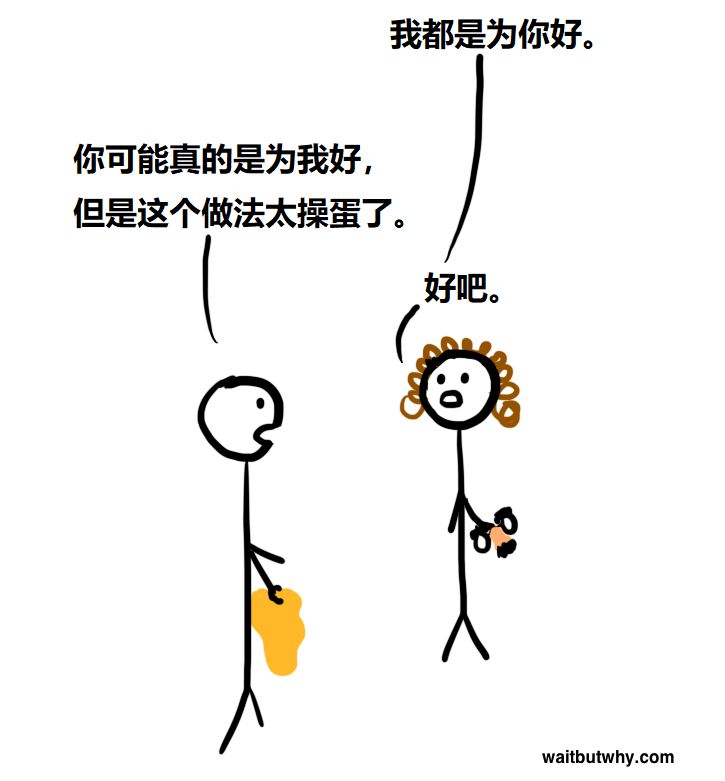 我都是为你好。
你可能真的是为我好，
但是这个做法太操蛋了。
好吧。
waitbutwhy.com